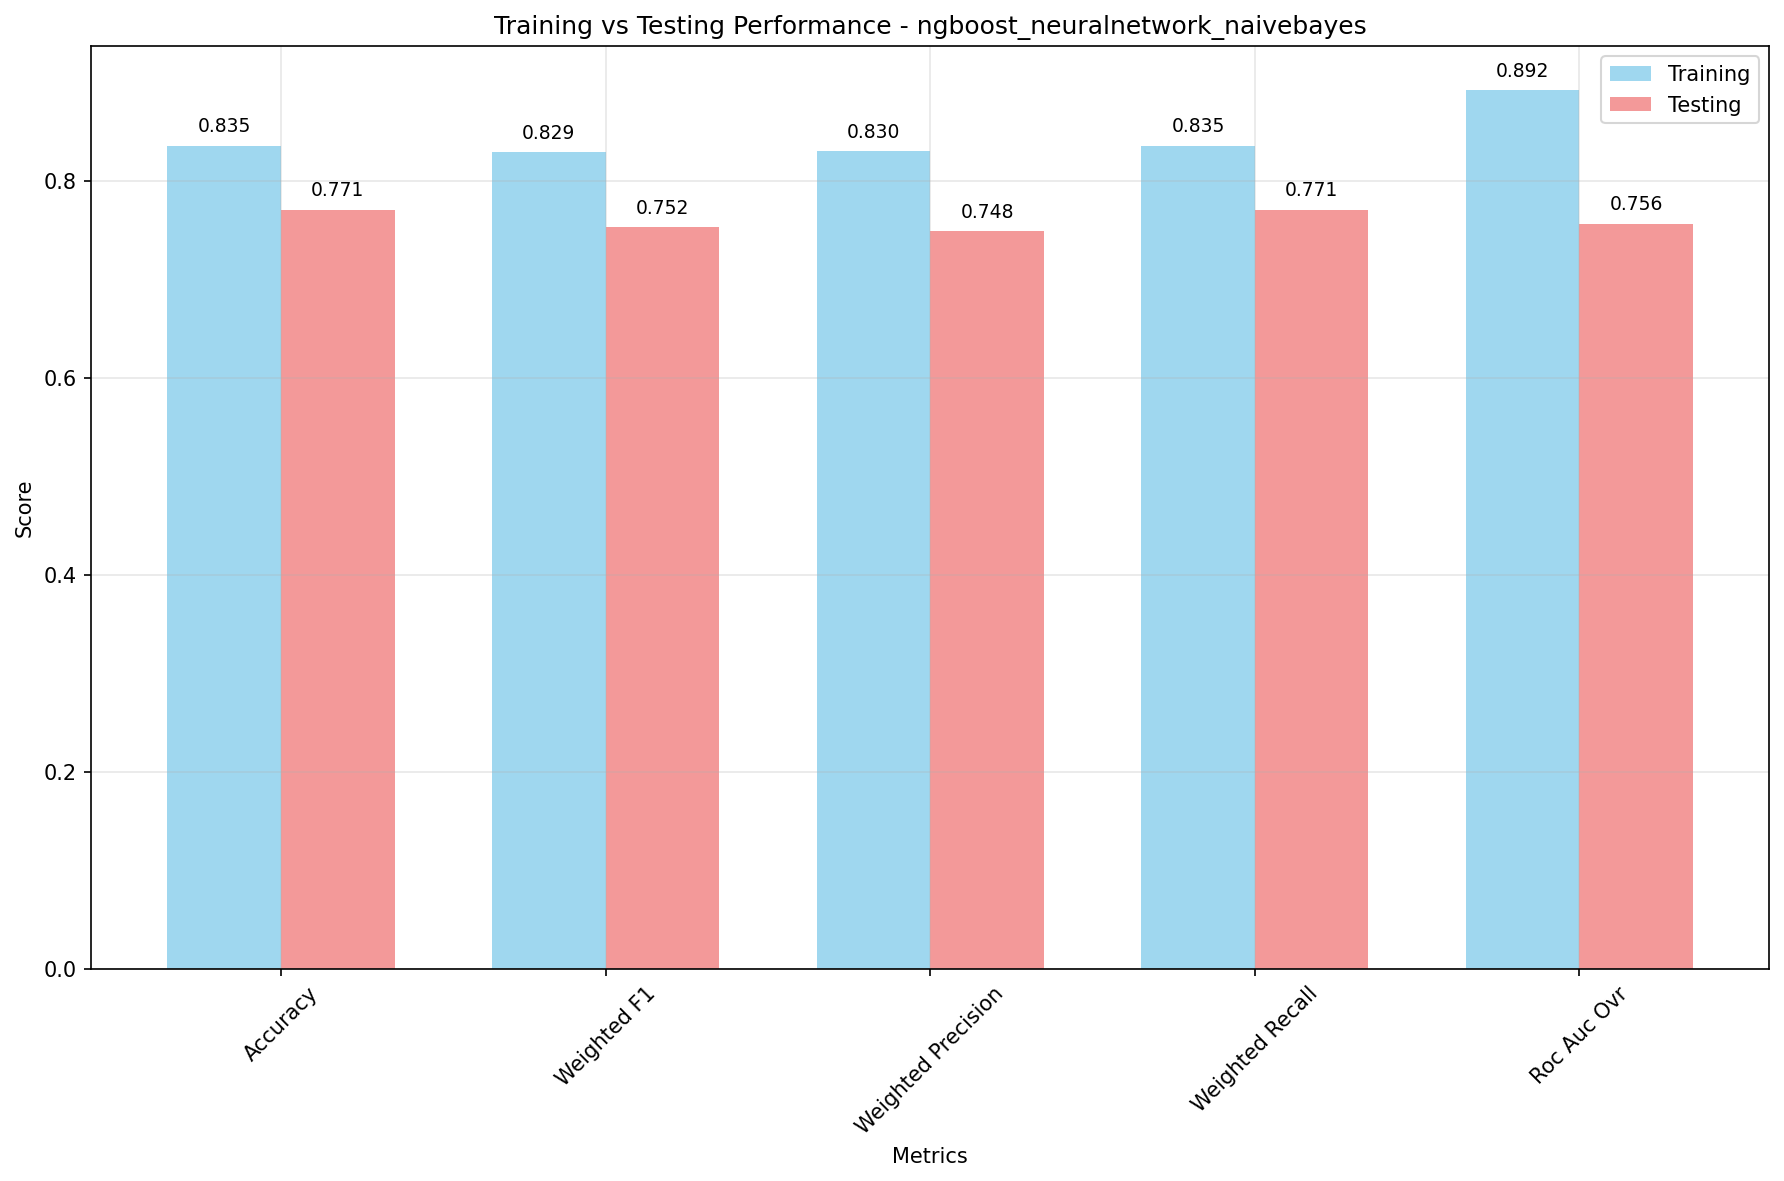 Training vs Testing Performance - ngboost_neuralnetwork_naivebayes
Training
Testing
0.835
0.771
0.829
0.752
0.830
0.748
0.835
0.771
0.892
0.756
Score
0.8
0.6
0.4
0.2
0.0
Accuracy
Weighted F1
Weighted Precision
Weighted Recall
Roc Auc Ovr
Metrics